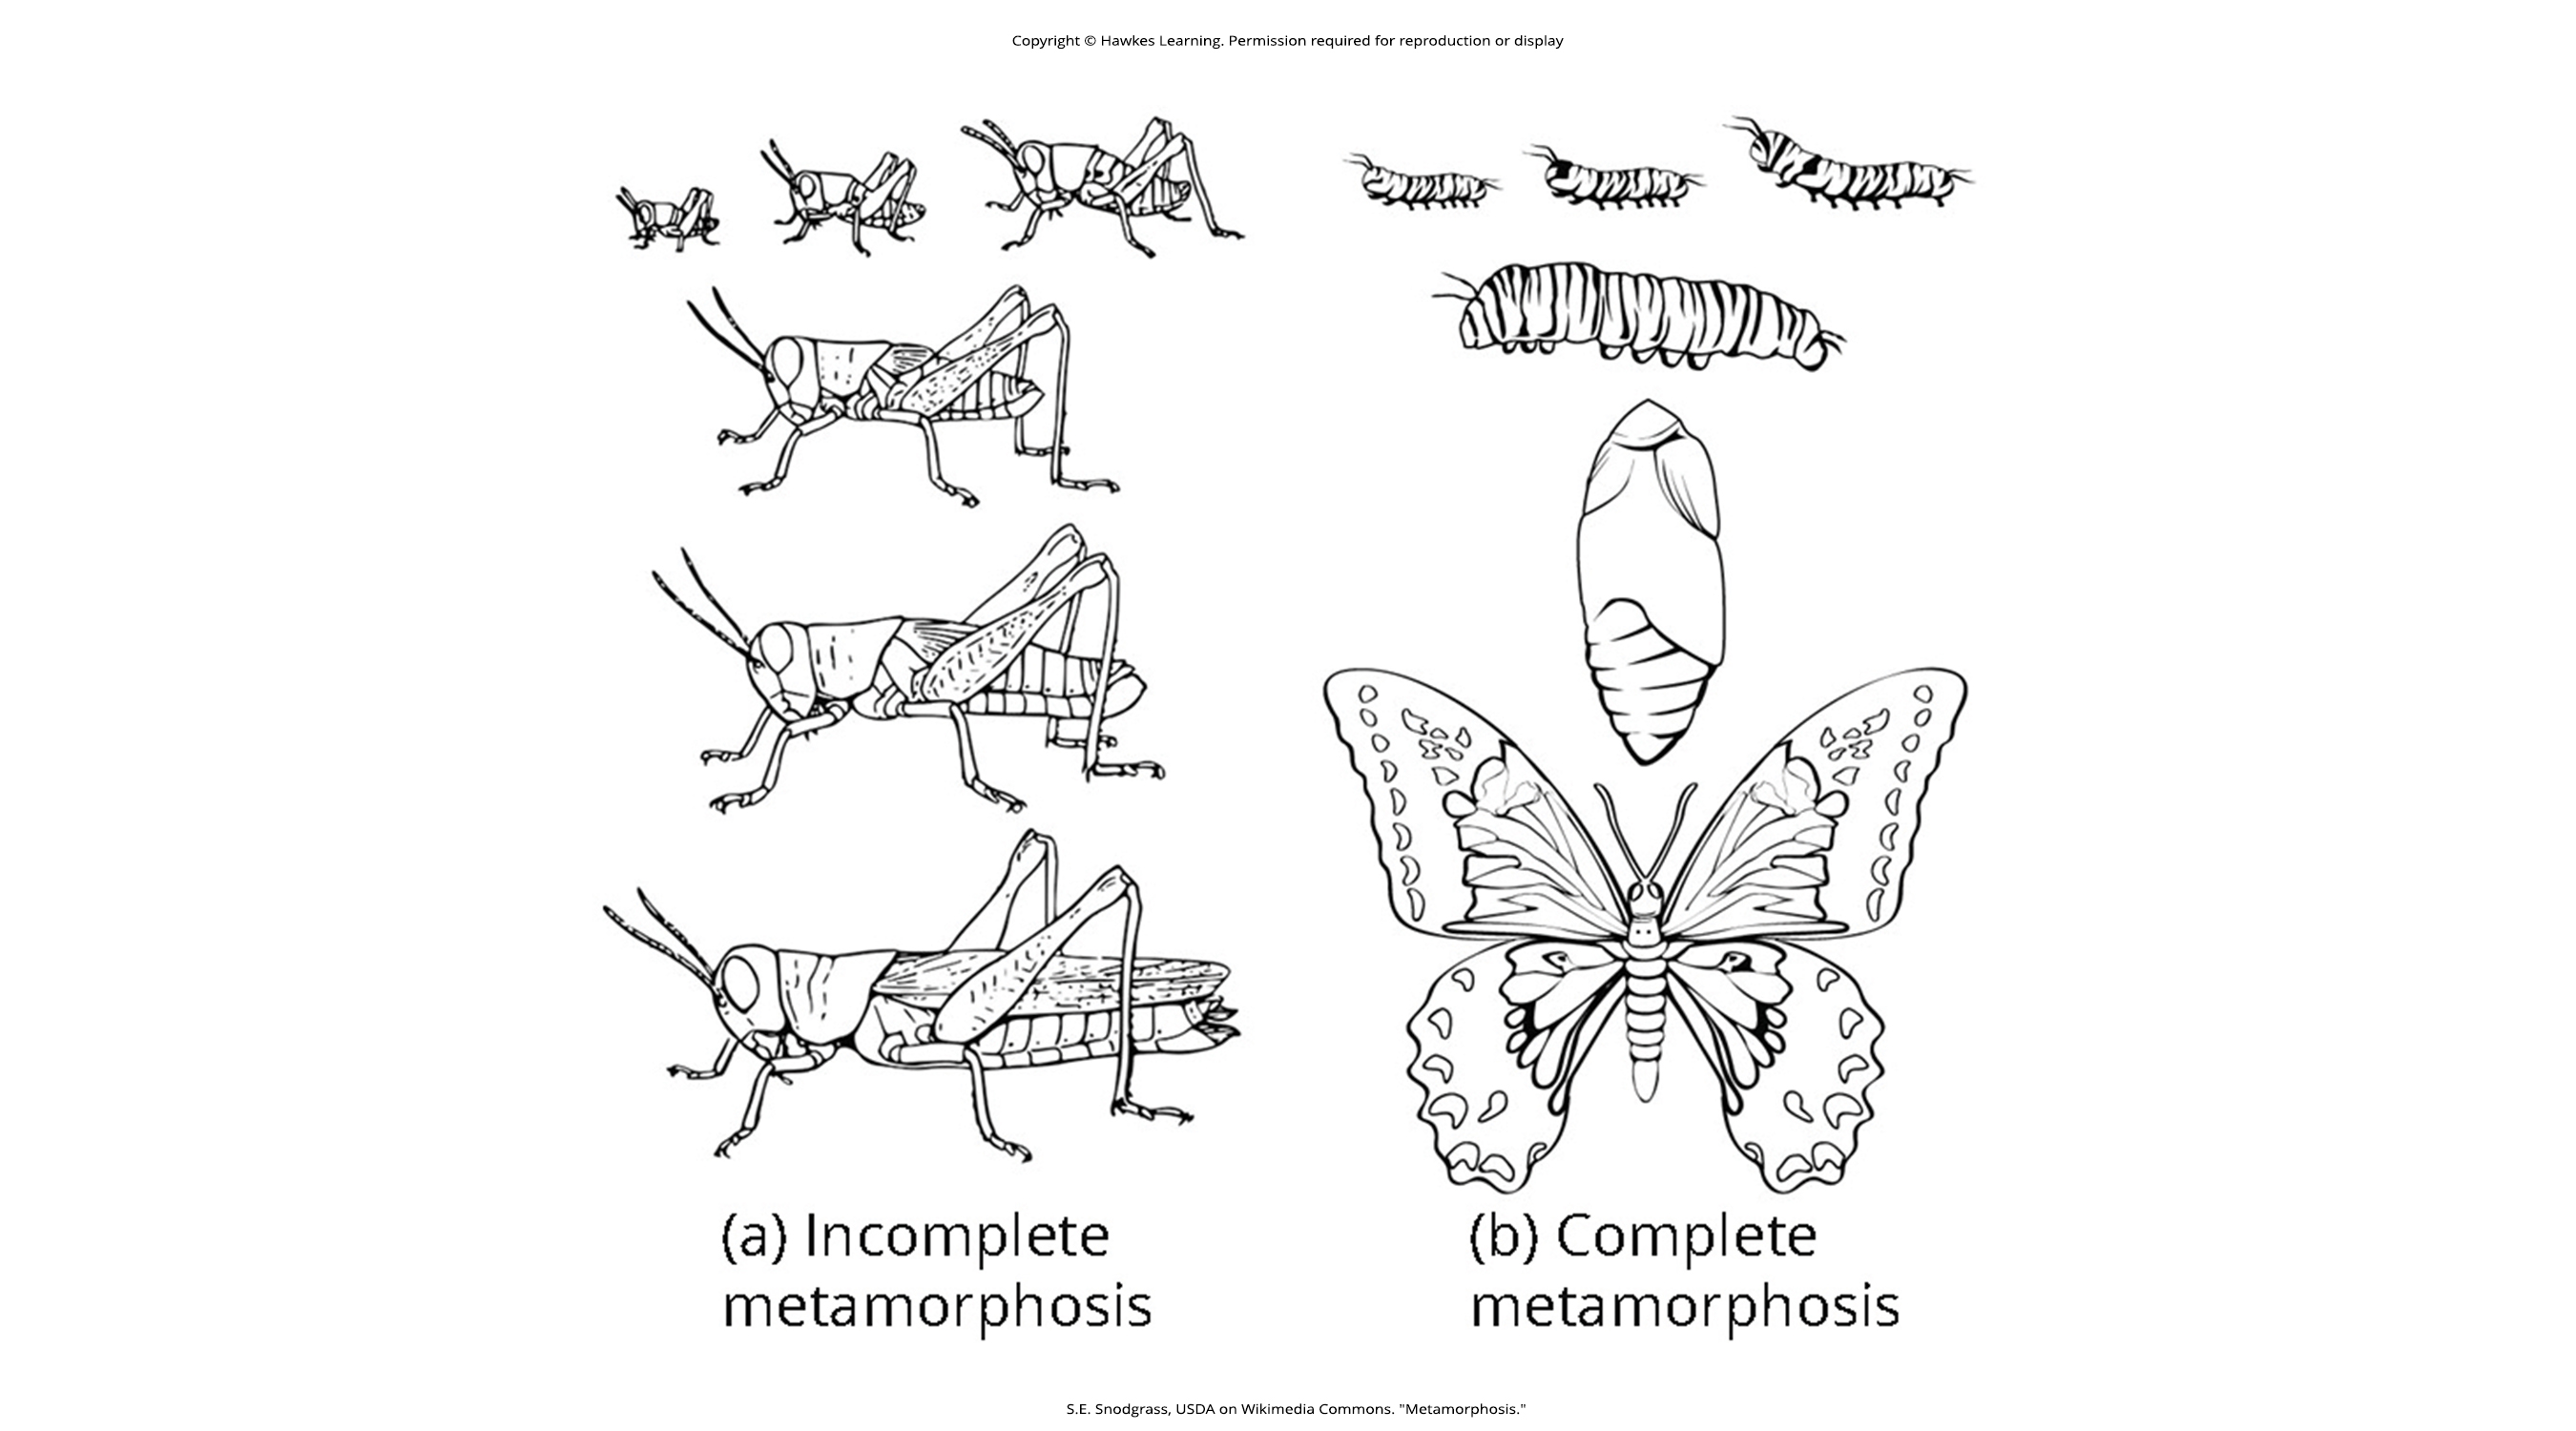 Copyright © Hawkes Learning. Permission required for reproduction or display
(a) Incomplete
metamorphosis
(b) Complete
metamorphosis
S.E. Snodgrass, USDA on Wikimedia Commons. "Metamorphosis."